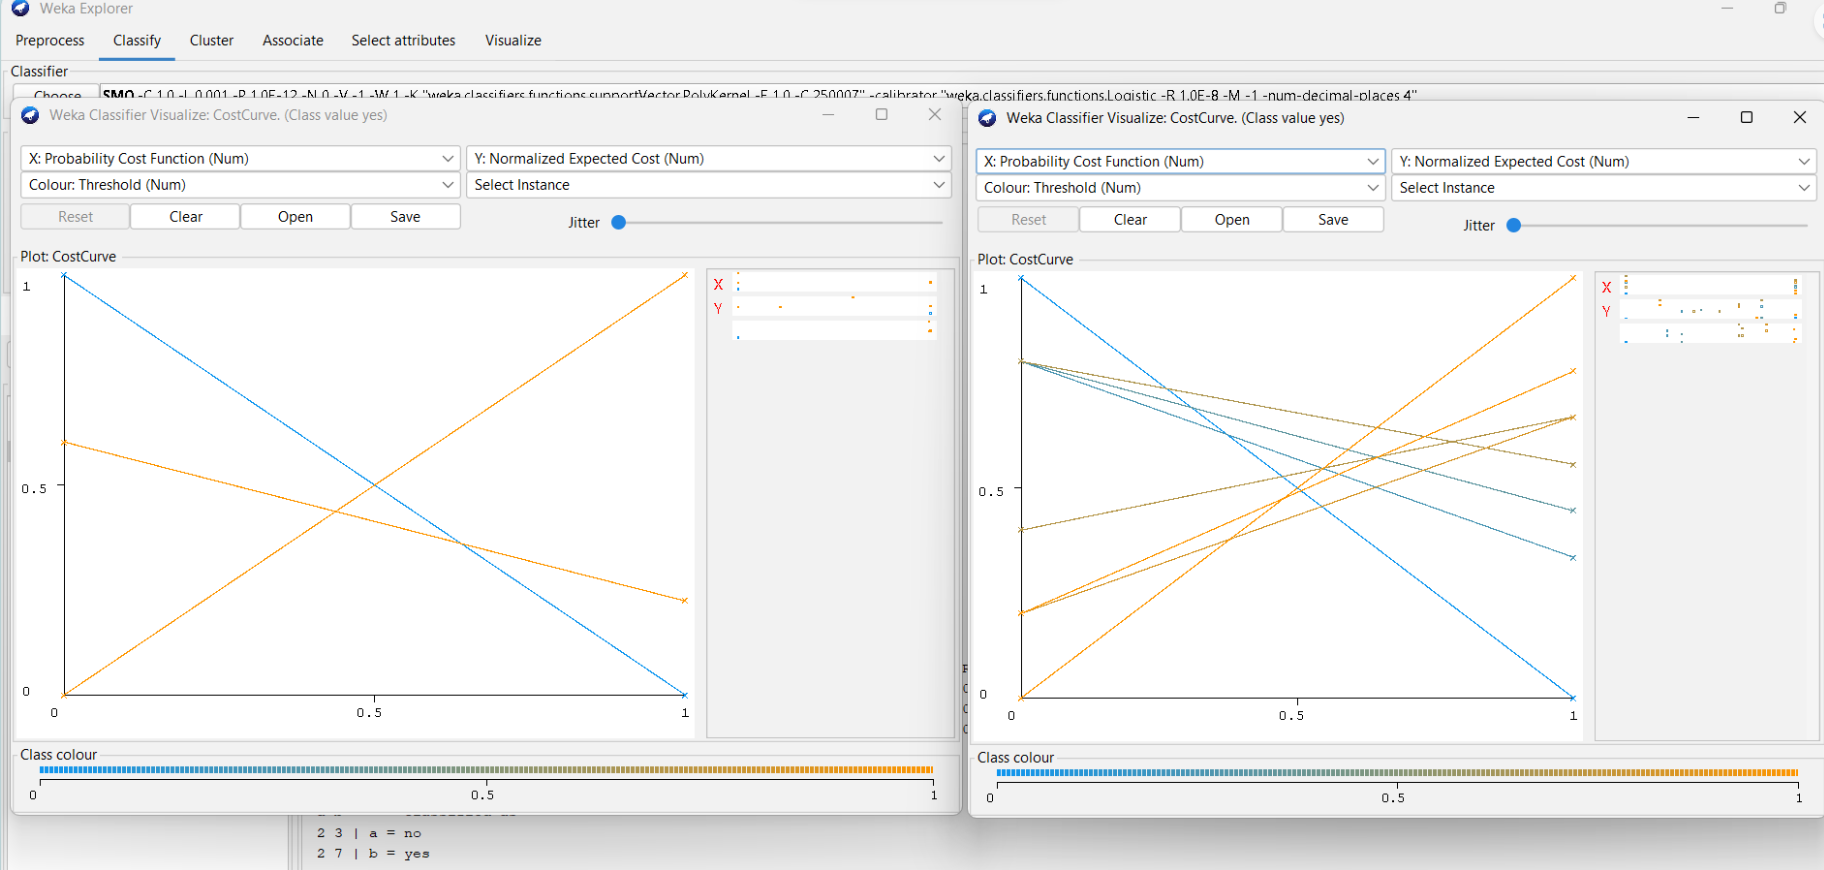 Weka Explorer
Preprocess Classify Cluster Associate Select attributes Visualize
Classifier
Choose SMO -C 1.0 -L 0.001 -P 1.0E-12 -N 0 -V -1 -W 1 -K "weka.classifiers.functions.supportVector.PolyKernel -E 1.0 -C 250007" -calibrator "weka.classifiers.functions.Logistic -R 1.0E-8 -M -1 -num-decimal-places 4"
Weka Classifier Visualize: CostCurve. (Class value yes)
X: Probability Cost Function (Num) Y: Normalized Expected Cost (Num)
Colour: Threshold (Num) Select Instance
Reset Clear Open Save Jitter
Plot: CostCurve
1
0.5
0
0 0.5 1
X
Y
Class colour
0 0.5 1
Weka Classifier Visualize: CostCurve. (Class value yes)
X: Probability Cost Function (Num) Y: Normalized Expected Cost (Num)
Colour: Threshold (Num) Select Instance
Reset Clear Open Save Jitter
Plot: CostCurve
1
0.5
0
0 0.5 1
X
Y
Class colour
0 0.5 1
2 3 | a = no
2 7 | b = yes